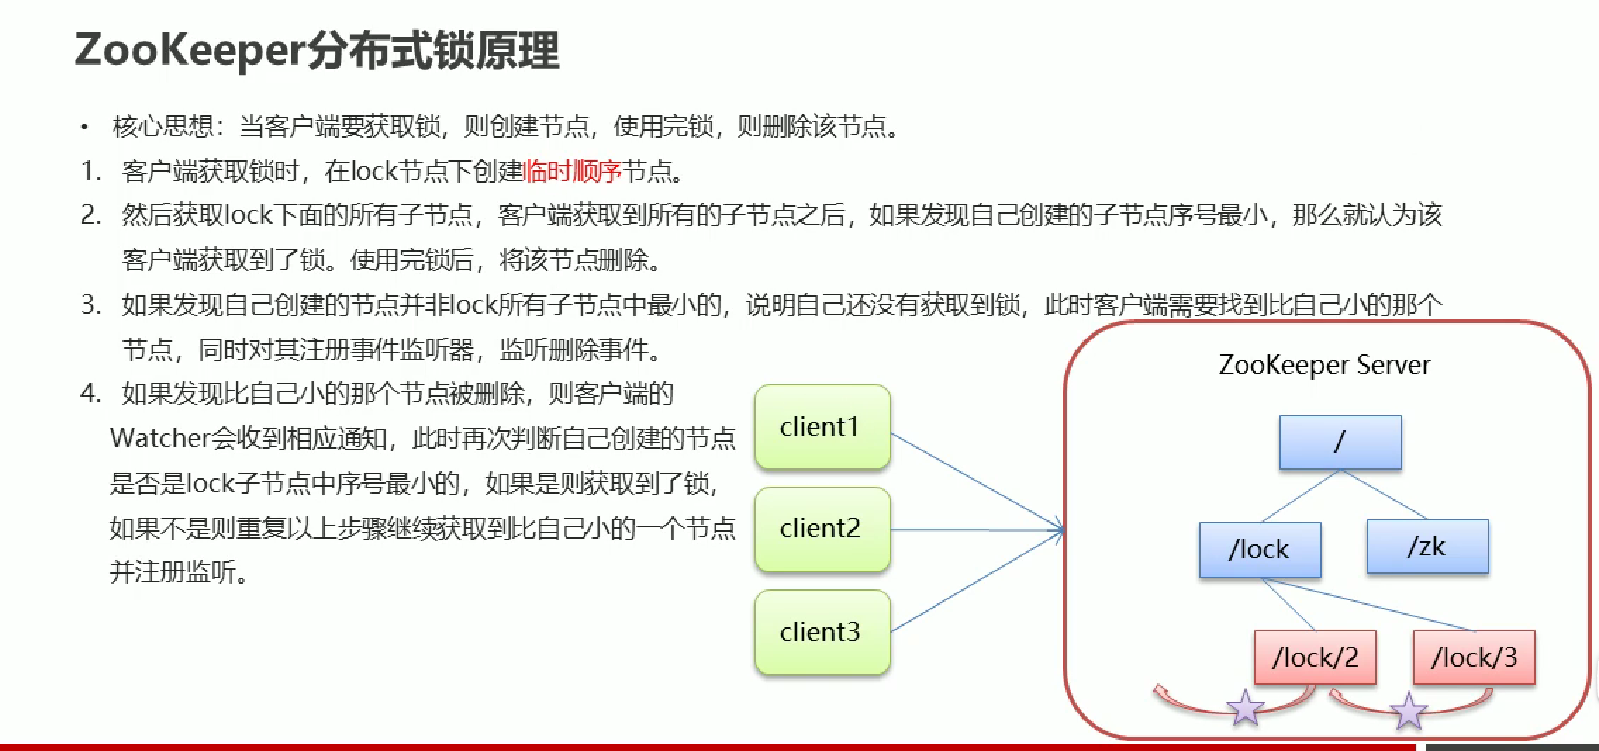 ZooKeeper分布式锁原理
• 核心思想：当客户端要获取锁，则创建节点，使用完锁，则删除该节点。
1. 客户端获取锁时，在lock节点下创建临时顺序节点。
2. 然后获取lock下面的所有子节点，客户端获取到所有的子节点之后，如果发现自己创建的子节点序号最小，那么就认为该
客户端获取到了锁。使用完锁后，将该节点删除。
3. 如果发现自己创建的节点并非lock所有子节点中最小的，说明自己还没有获取到锁，此时客户端需要找到比自己小的那个
节点，同时对其注册事件监听器，监听删除事件。
4. 如果发现比自己小的那个节点被删除，则客户端的
Watcher会收到相应通知，此时再次判断自己创建的节点
是否是lock子节点中序号最小的，如果是则获取到了锁，
如果不是则重复以上步骤继续获取到比自己小的一个节点
并注册监听。
client1
client2
client3
ZooKeeper Server
/
/lock
/zk
/lock/2
/lock/3